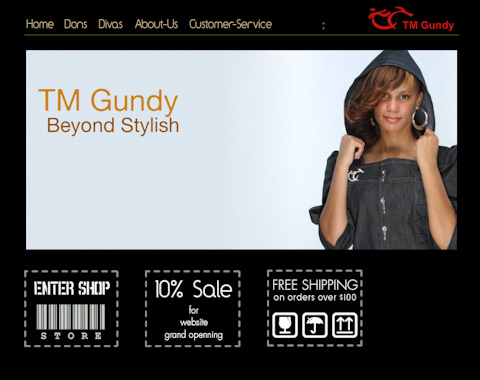 Home Dons Divas About-Us Customer-Service :
TM Gundy
TM Gundy
Beyond Stylish
ENTER SHOP
STORE
10% Sale
for
website
grand openning
FREE SHIPPING
on orders over $100